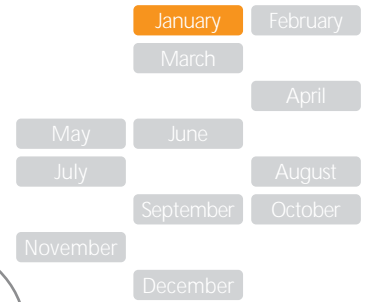 January February
March
April
May June
July August
September October
November
December